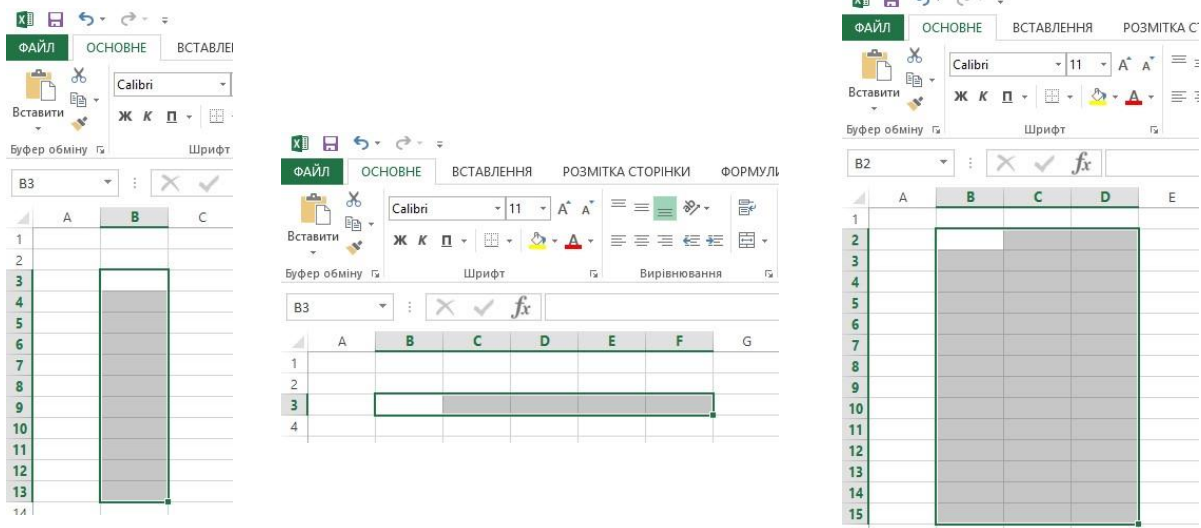 ФАЙЛ ОСНОВНЕ ВСТАВЛЕ
Calibri
Вставити
Ж К П
Буфер обміну Шрифт
B3
A B C
1
2
3
4
5
6
7
8
9
10
11
12
13
14
ФАЙЛ ОСНОВНЕ ВСТАВЛЕННЯ РОЗМІТКА СТОРІНКИ ФОРМУЛИ
Calibri 11 A A
Вставити
Ж К П A
Буфер обміну Шрифт Вирівнювання
B3 fx
A B C D E F G
1
2
3
4
ФАЙЛ ОСНОВНЕ ВСТАВЛЕННЯ РОЗМІТКА СТ
Calibri 11 A A
Вставити
Ж К П A
Буфер обміну Шрифт
B2 fx
A B C D E
1
2
3
4
5
6
7
8
9
10
11
12
13
14
15